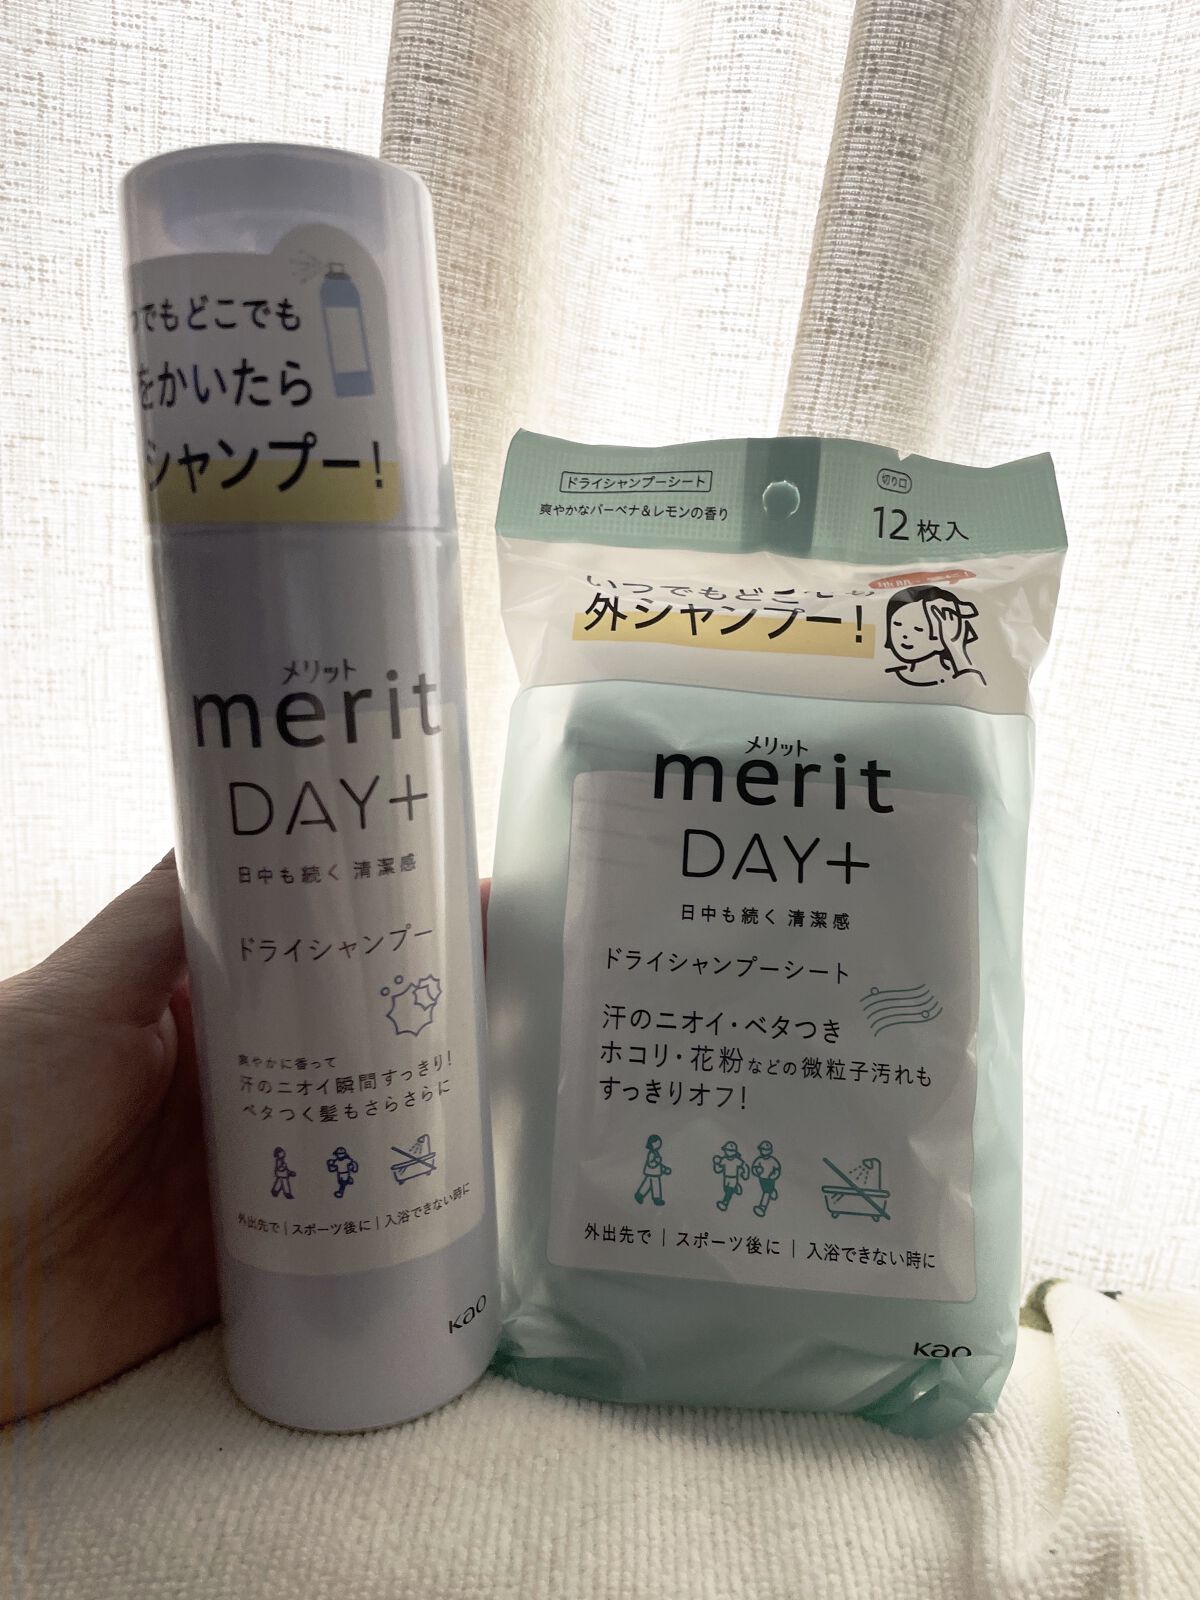 でもどこでも
をかいたら
シャンプー!
メリット
merit
DAY+
日中も続く 清潔感
ドライシャンプー
爽やかに香って
汗のニオイ瞬間すっきり!
ベタつく髪もさらさらに
外出先で | スポーツ後に | 入浴できない時に
Kao
ドライシャンプーシート
爽やかなバーベナ&レモンの香り
切り口
12枚入
いつでもどこでも
外シャンプー!
メリット
merit
DAY+
日中も続く 清潔感
ドライシャンプーシート
汗のニオイ・ベタつき
ホコリ・花粉などの微粒子汚れも
すっきりオフ!
外出先で | スポーツ後に | 入浴できない時に
Kao